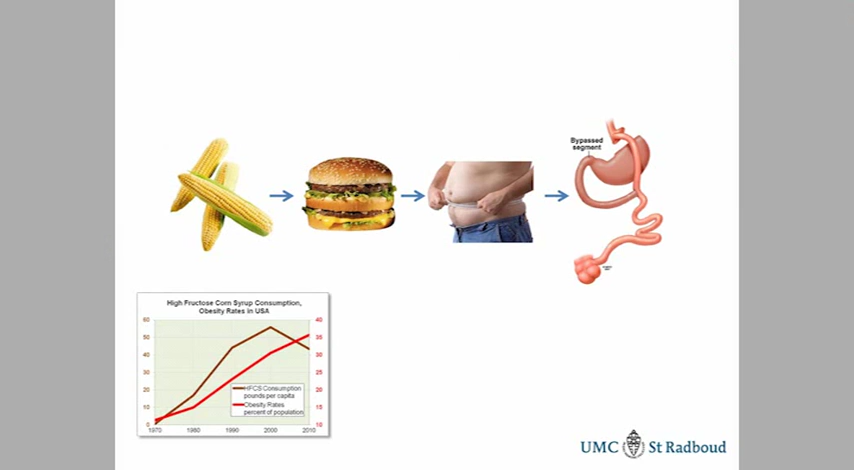 Bypassed
segment
High Fructose Corn Syrup Consumption,
Obesity Rates in USA
60
50
40
30
20
10
0
40
35
30
25
20
15
10
HFCS Consumption
pounds per capita
Obesity Rates
percent of population
1970 1980 1990 2000 2010
UMC St Radboud